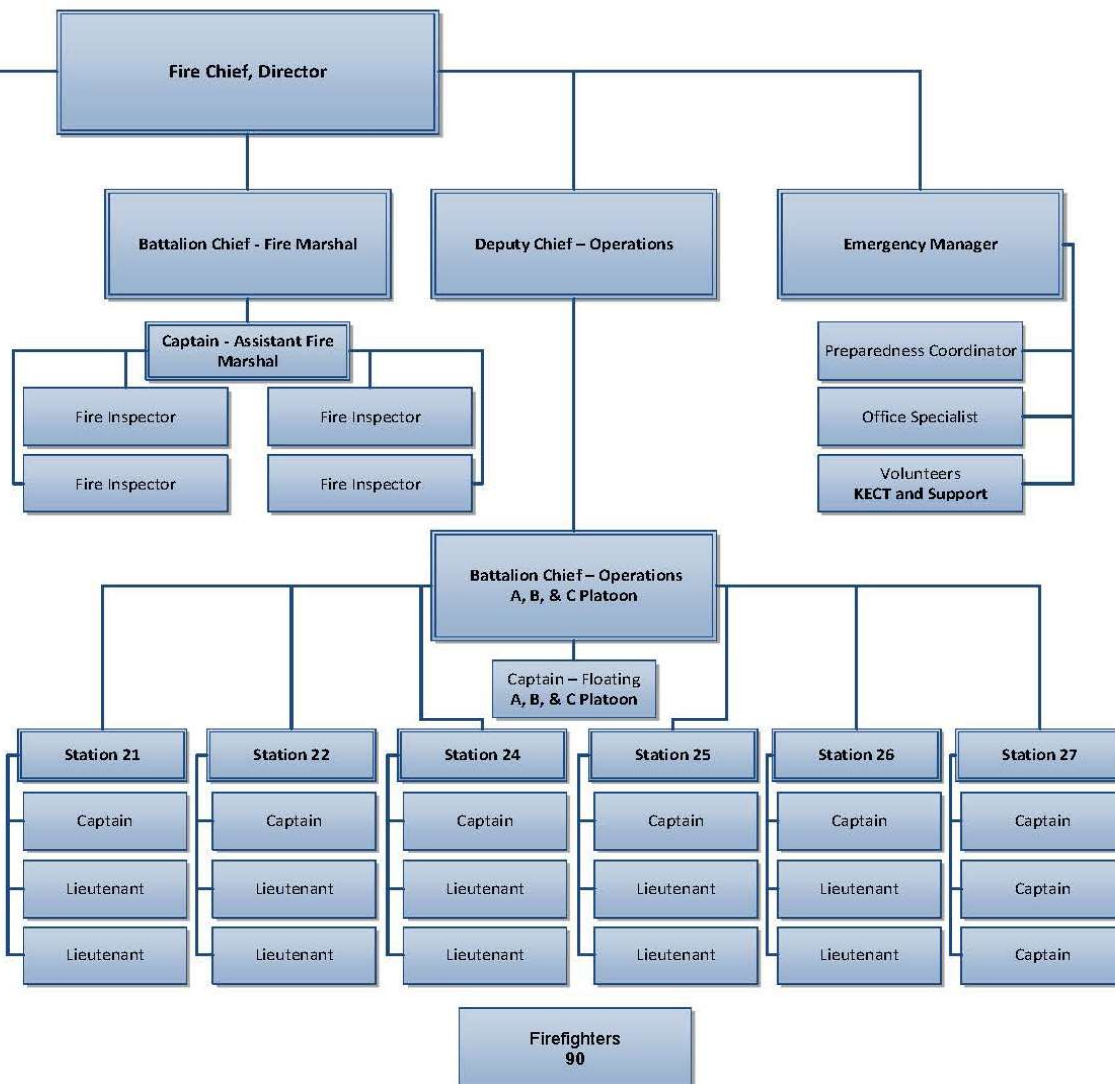 Fire Chief, Director
Battalion Chief - Fire Marshal
Deputy Chief – Operations
Emergency Manager
Captain - Assistant Fire
Marshal
Fire Inspector
Fire Inspector
Fire Inspector
Fire Inspector
Preparedness Coordinator
Office Specialist
Volunteers
KECT and Support
Battalion Chief – Operations
A, B, & C Platoon
Captain – Floating
A, B, & C Platoon
Station 21
Captain
Lieutenant
Lieutenant
Station 22
Captain
Lieutenant
Lieutenant
Station 24
Captain
Lieutenant
Lieutenant
Station 25
Captain
Lieutenant
Lieutenant
Station 26
Captain
Lieutenant
Lieutenant
Station 27
Captain
Captain
Captain
Firefighters
90